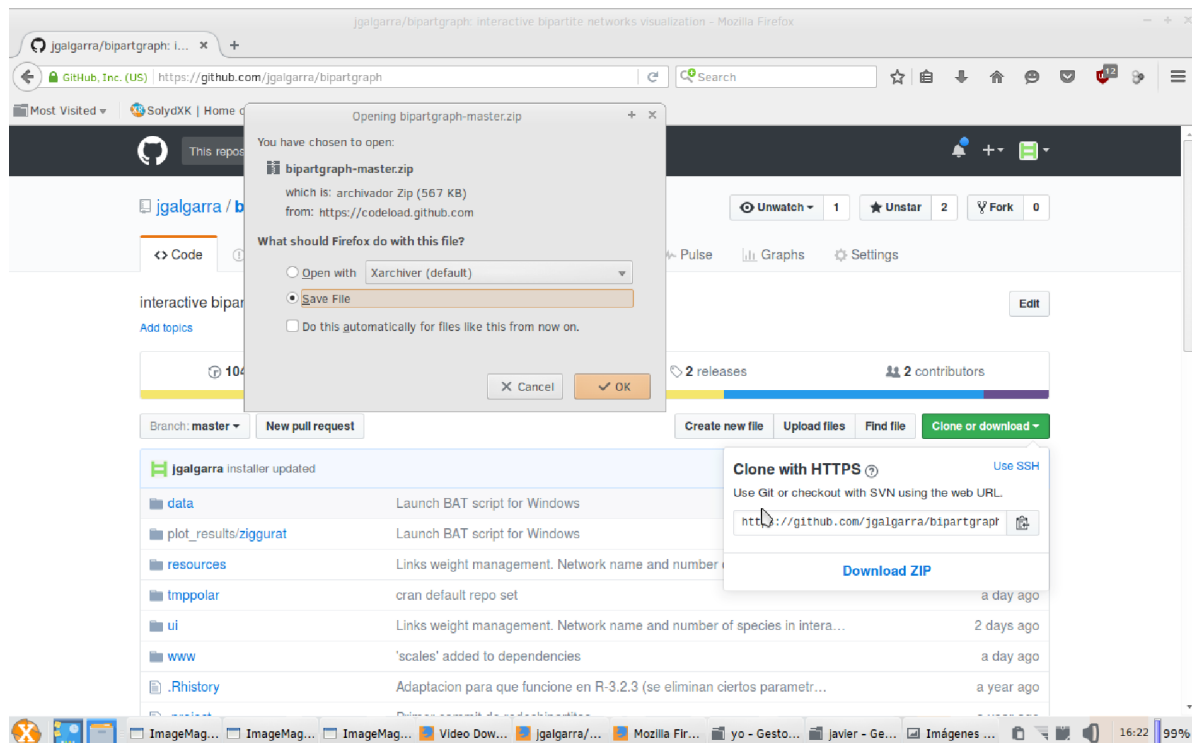 jgalgarra/bipartgraph: interactive bipartite networks visualization - Mozilla Firefox
jgalgarra/bipartgraph: i... × +
GitHub, Inc. (US) https://github.com/jgalgarra/bipartgraph
Search
12
Most Visited
SolydXK | Home
Opening bipartgraph-master.zip
You have chosen to open:
bipartgraph-master.zip
which is: archivador Zip (567 KB)
from: https://codeload.github.com
What should Firefox do with this file?
Open with Xarchiver (default)
Save File
Do this automatically for files like this from now on.
Cancel OK
This repos
jgalgarra / b
Unwatch 1 Unstar 2 Fork 0
Code Pulse Graphs Settings
interactive bipar
Edit
Add topics
104 2 releases 2 contributors
Branch: master New pull request Create new file Upload files Find file Clone or download
jgalgarra installer updated
Clone with HTTPS Use SSH
Use Git or checkout with SVN using the web URL.
https://github.com/jgalgarra/bipartgraph
Download ZIP
data Launch BAT script for Windows
plot_results/ziggurat Launch BAT script for Windows
resources Links weight management. Network name and number
tmppolar cran default repo set a day ago
ui Links weight management. Network name and number of species in intera... 2 days ago
www 'scales' added to dependencies a day ago
.Rhistory Adaptacion para que funcione en R-3.2.3 (se eliminan ciertos parametr... a year ago
ImageMag... ImageMag... ImageMag... Video Dow... jgalgarra/... Mozilla Fir... yo - Gesto... javier - Ge... Imágenes ... 16:22 99%